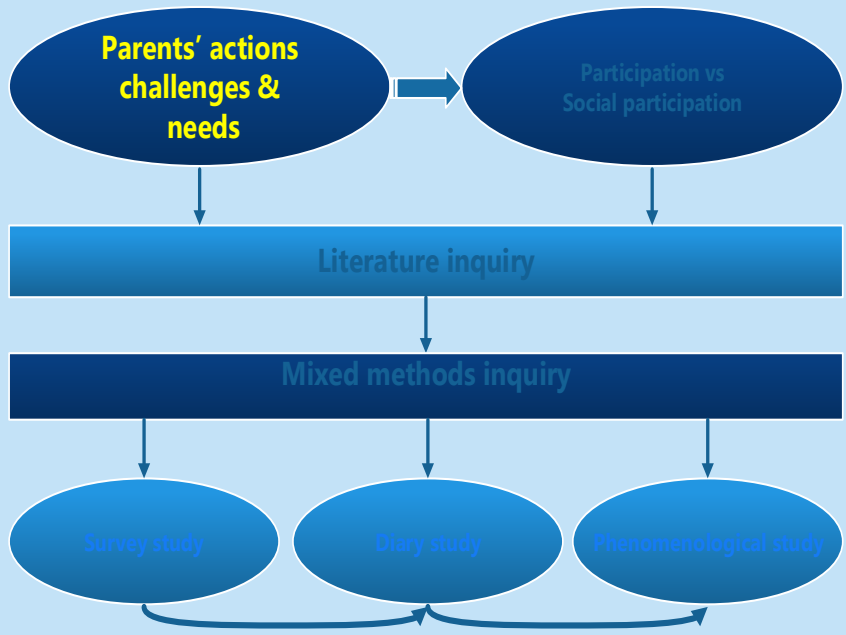 Parents’ actions
challenges &
needs
Participation vs
Social participation
Literature inquiry
Mixed methods inquiry
Survey study
Diary study
Phenomenological study